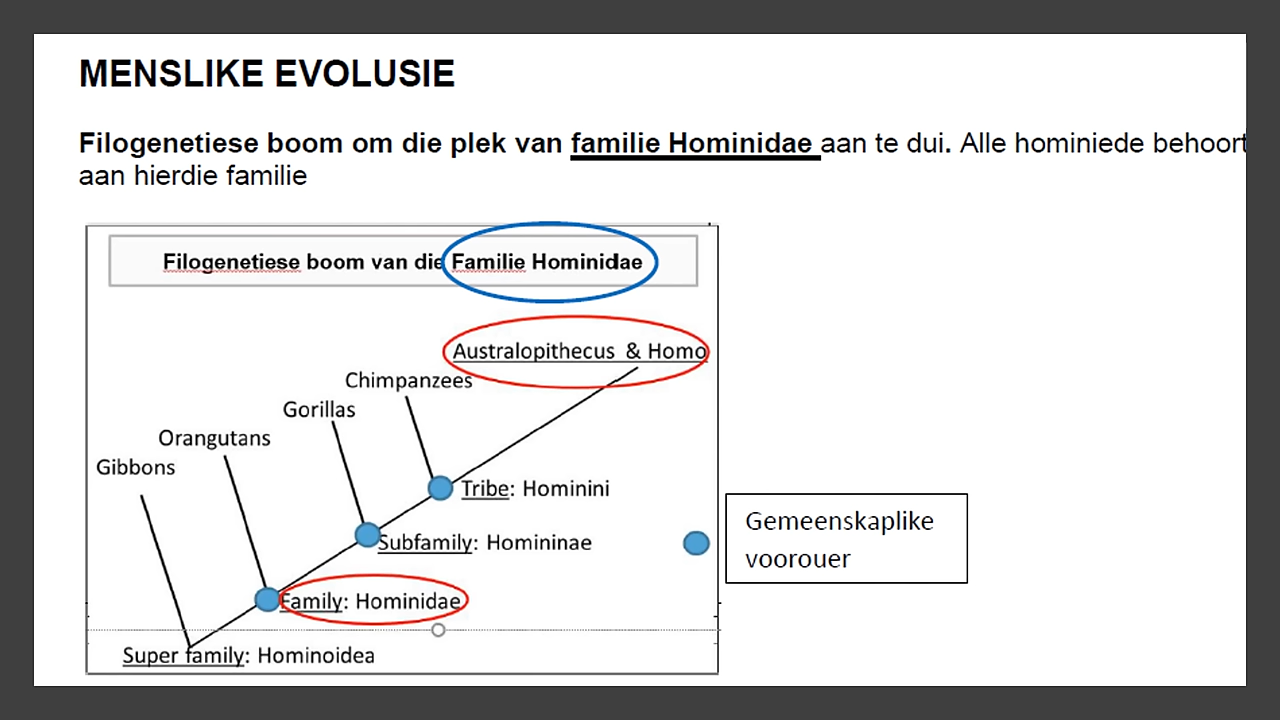 MENSLIKE EVOLUSIE
Filogenetiese boom om die plek van familie Hominidae aan te dui. Alle hominiede behoort
aan hierdie familie
Filogenetiese boom van die Familie Hominidae
Australopithecus & Homo
Chimpanzees
Gorillas
Orangutans
Gibbons
Tribe: Hominini
Subfamily: Homininae
Family: Hominidae
Super family: Hominoidea
Gemeenskaplike
voorouer